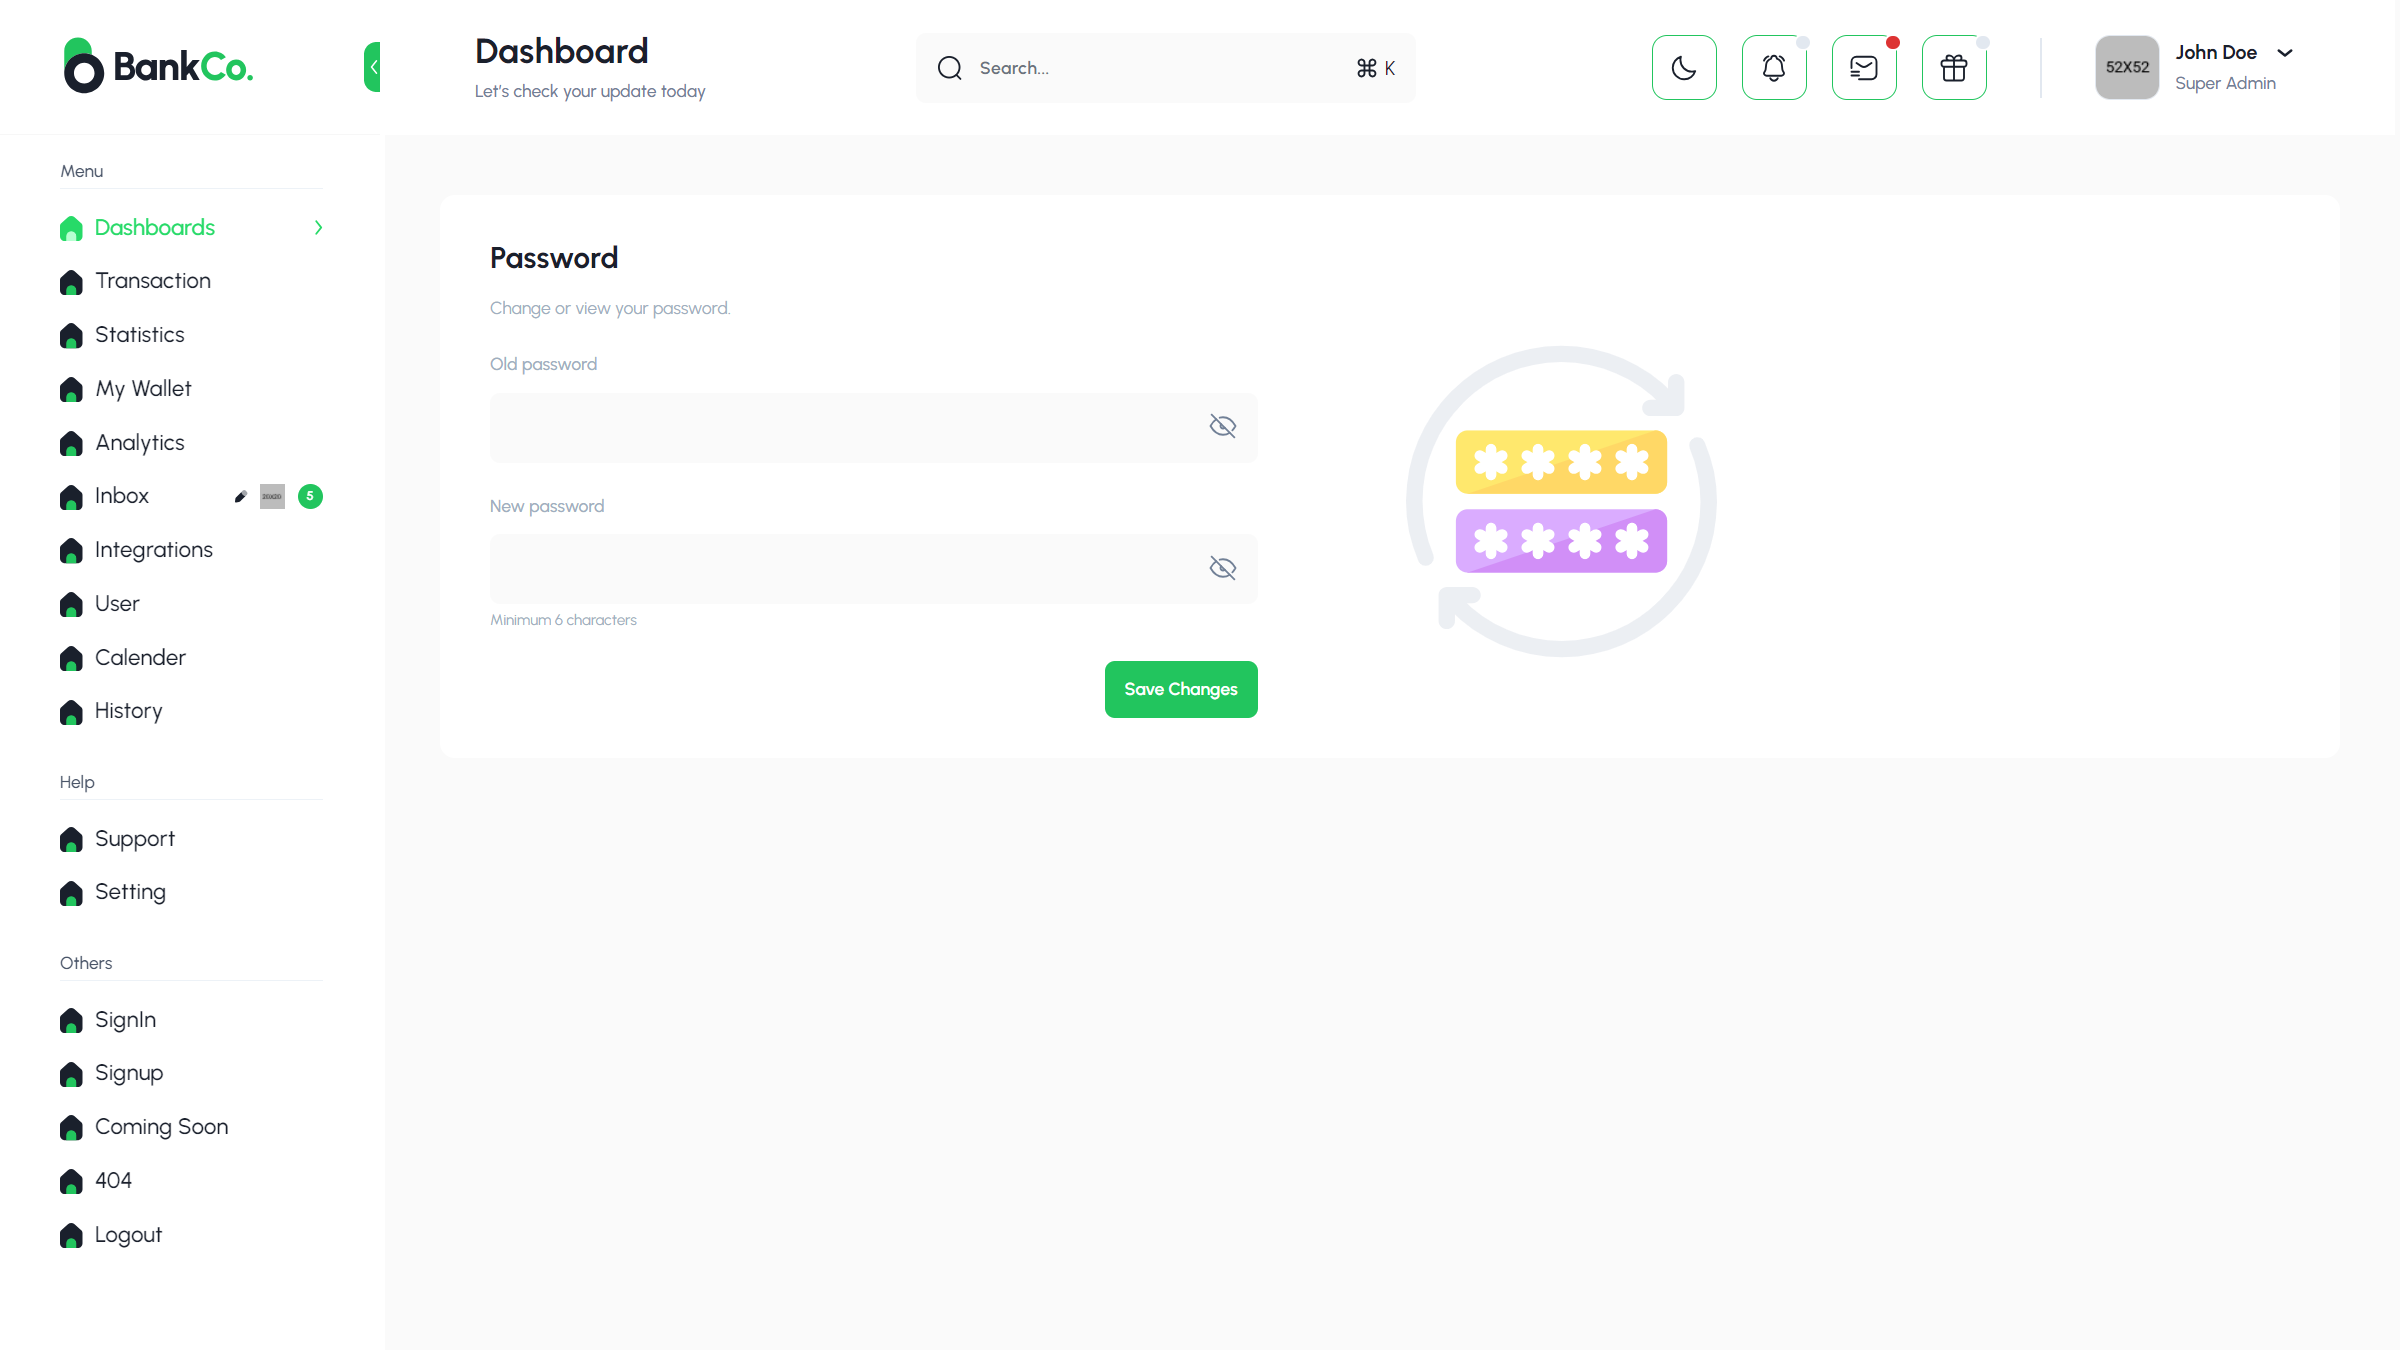 BankCo.
Dashboard
Let's check your update today
Search...
⌘ K
52X52
John Doe
Super Admin
Menu
Dashboards
Transaction
Statistics
My Wallet
Analytics
Inbox
20X20
5
Integrations
User
Calender
History
Help
Support
Setting
Others
SignIn
Signup
Coming Soon
404
Logout
Password
Change or view your password.
Old password
New password
Minimum 6 characters
Save Changes